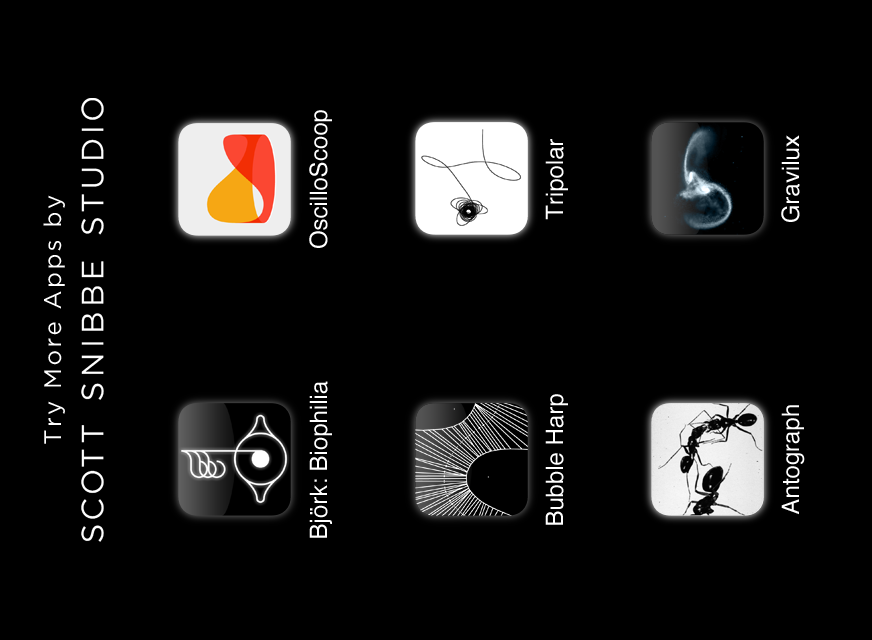 Try More Apps by
SCOTT SNIBBE STUDIO
Björk: Biophilia
OscilloScoop
Bubble Harp
Tripolar
Antograph
Gravilux